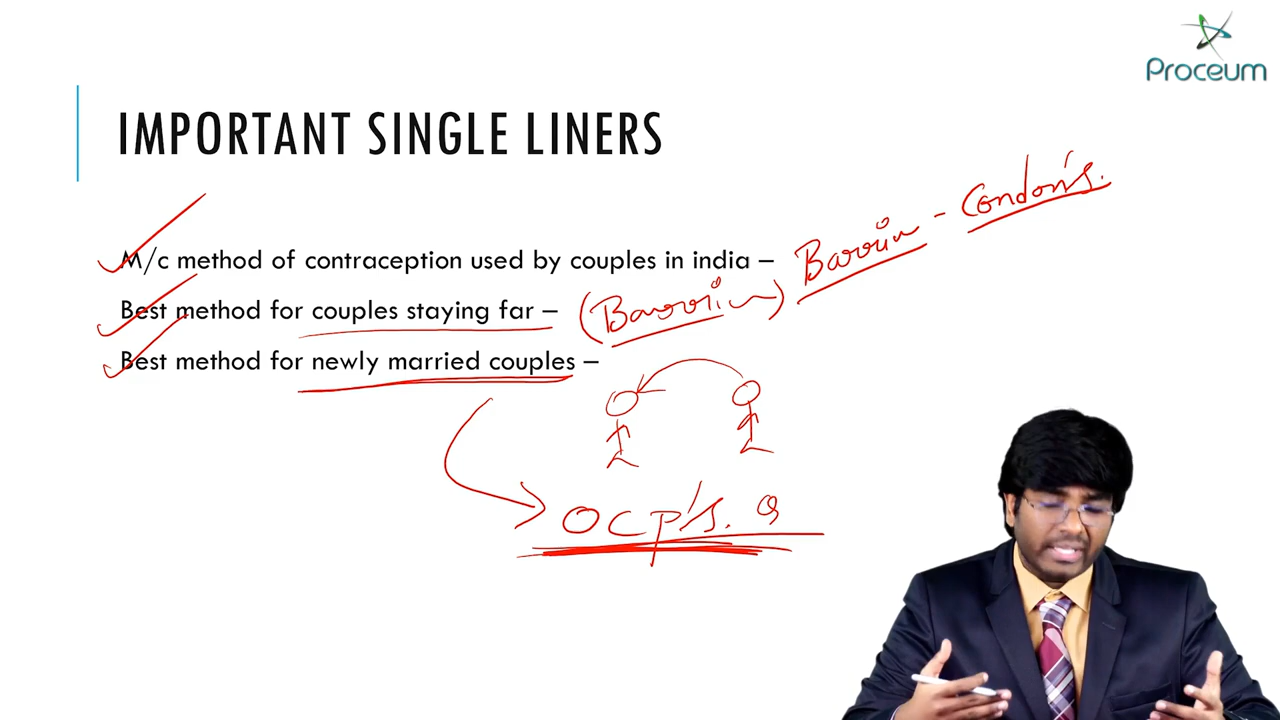 Proceum
IMPORTANT SINGLE LINERS
M/c method of contraception used by couples in india – Barrier - Condom's.
Best method for couples staying far – (Barrier)
Best method for newly married couples –
OCP's.